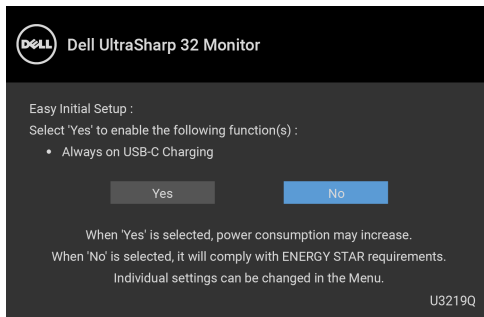 DELL
Dell UltraSharp 32 Monitor
Easy Initial Setup :
Select 'Yes' to enable the following function(s) :
• Always on USB-C Charging
Yes No
When 'Yes' is selected, power consumption may increase.
When 'No' is selected, it will comply with ENERGY STAR requirements.
Individual settings can be changed in the Menu.
U3219Q